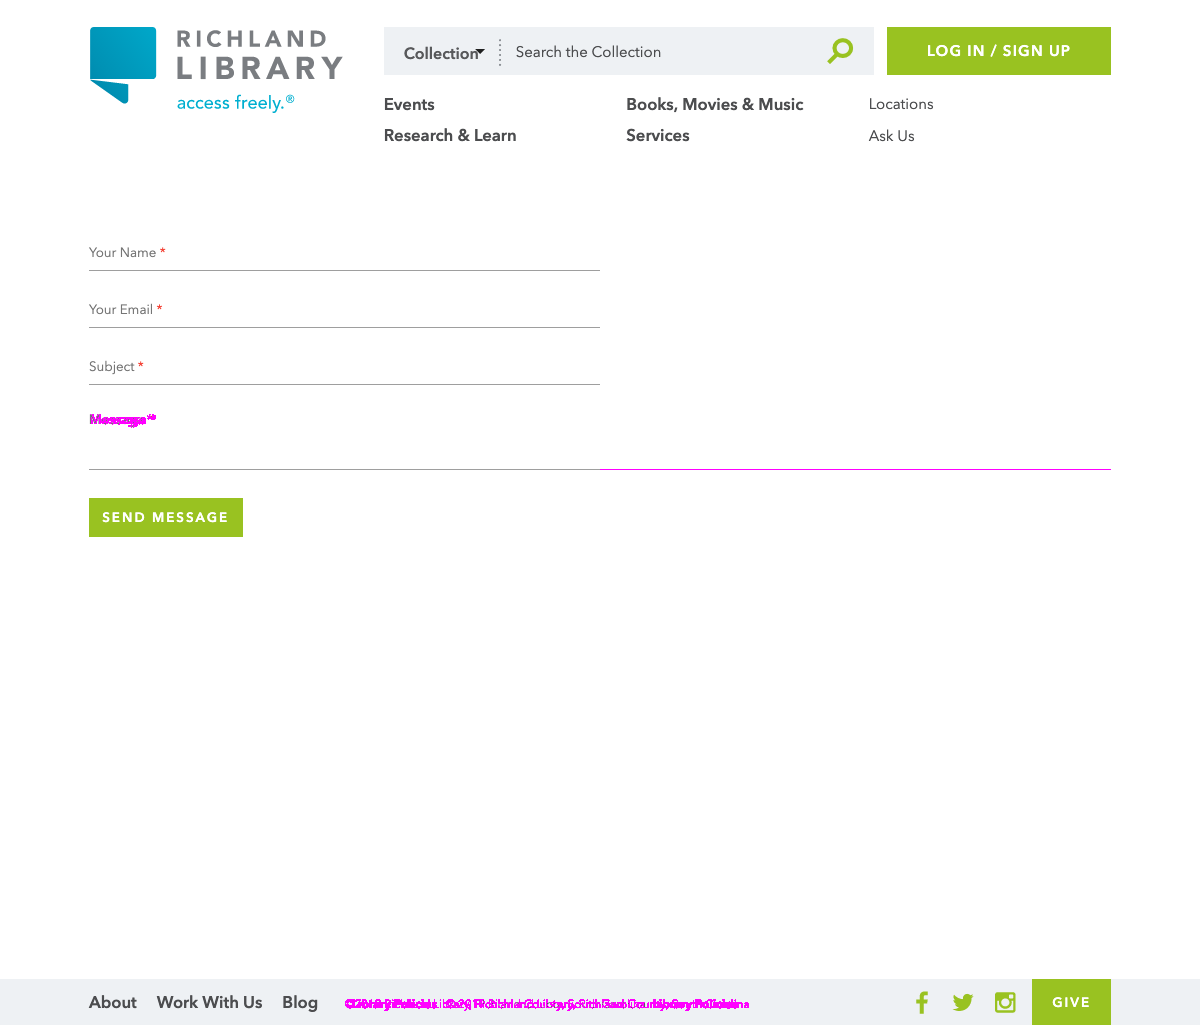 RICHLAND
LIBRARY
access freely.®
Collection
Search the Collection
LOG IN / SIGN UP
Events
Books, Movies & Music
Locations
Research & Learn
Services
Ask Us
Your Name *
Your Email *
Subject *
Message *
SEND MESSAGE
About
Work With Us
Blog
GIVE